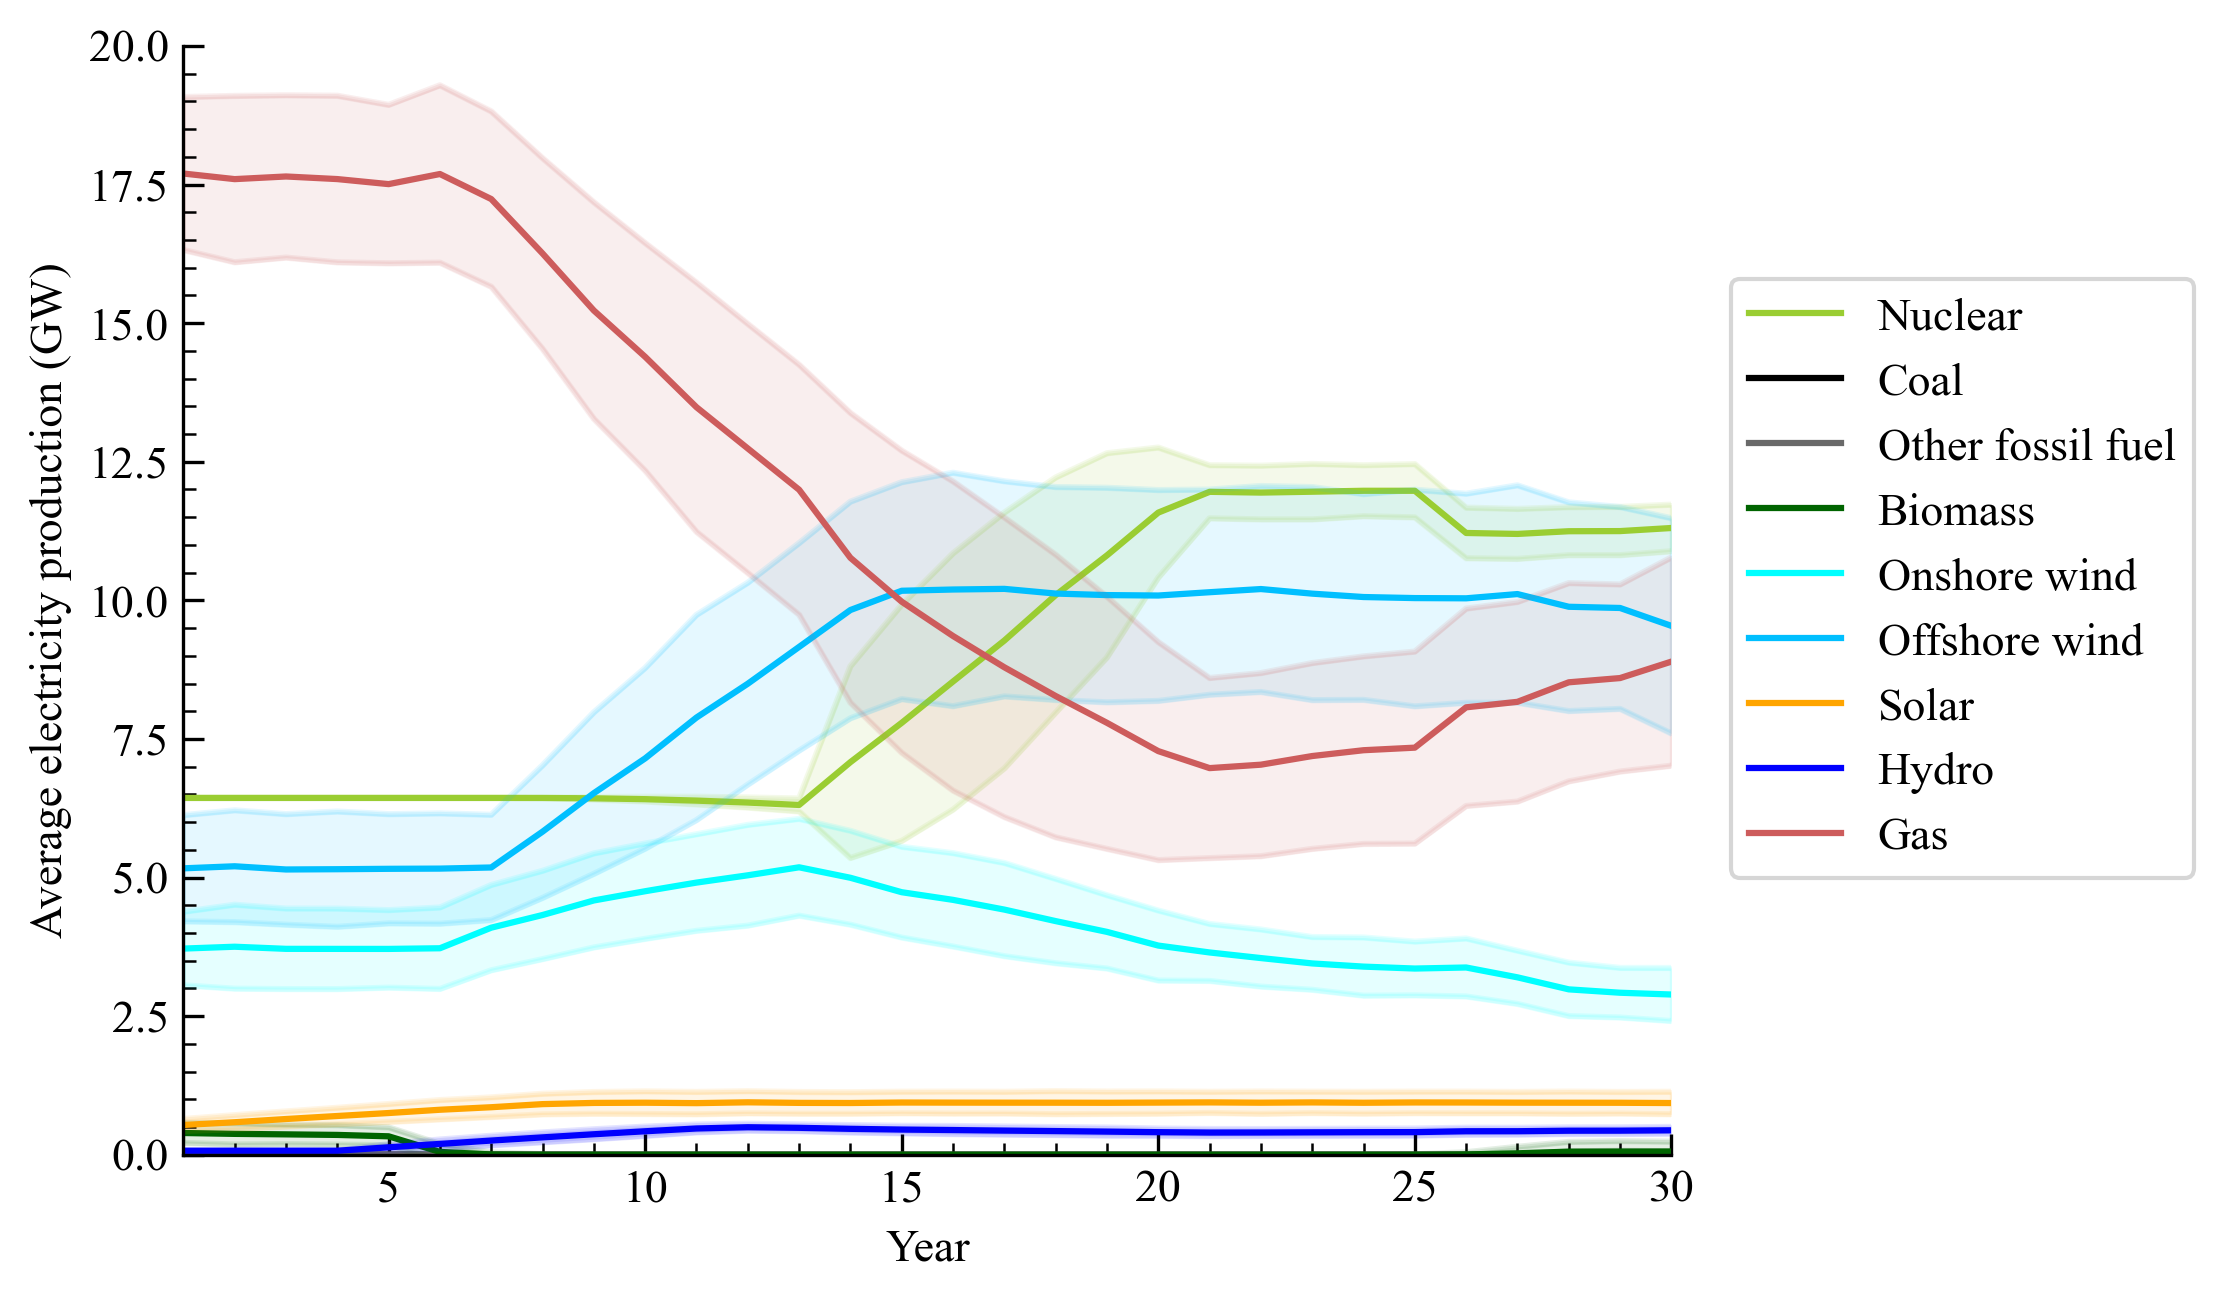 20.0
17.5
15.0
12.5
10.0
7.5
5.0
2.5
0.0
Average electricity production (GW)
5
10
15
20
25
30
Year
Nuclear
Coal
Other fossil fuel
Biomass
Onshore wind
Offshore wind
Solar
Hydro
Gas